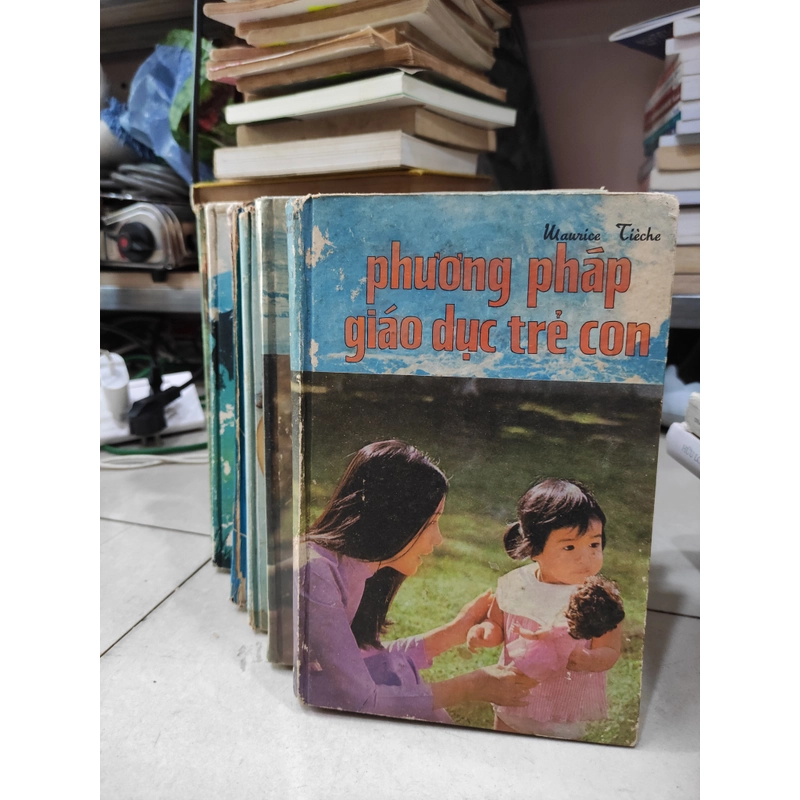 Maurice Tièche
phương pháp
giáo dục trẻ con